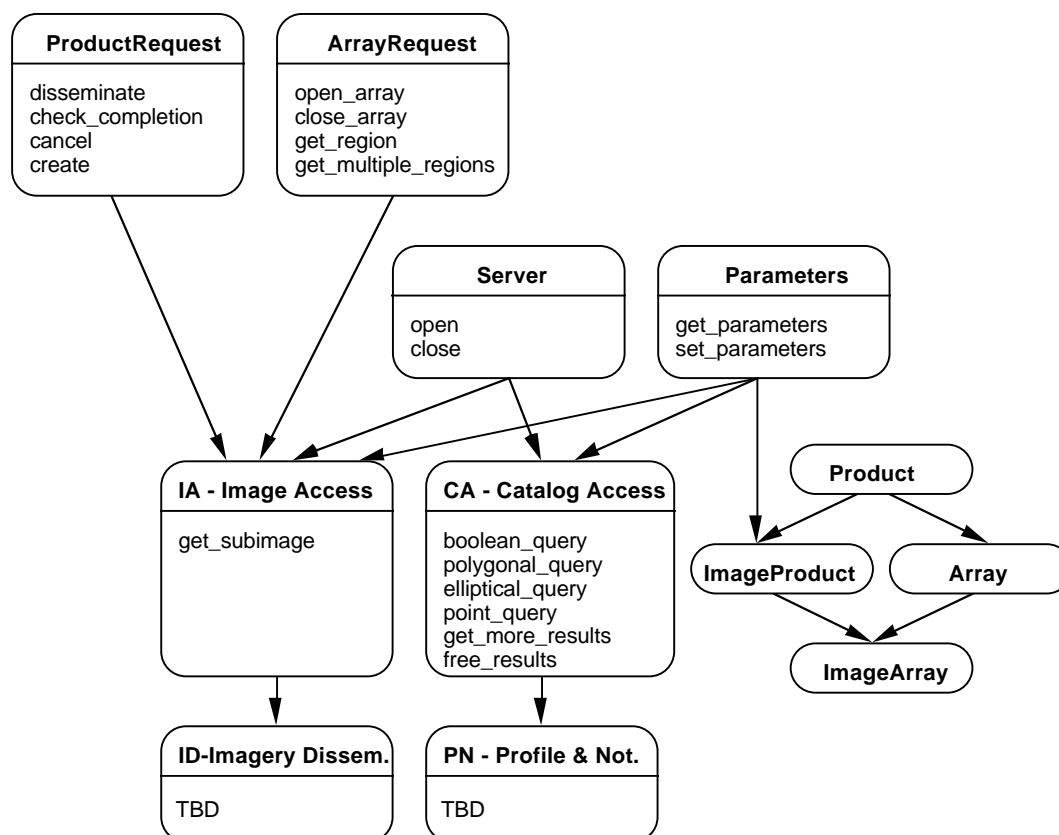 ProductRequest
disseminate
check_completion
cancel
create
ArrayRequest
open_array
close_array
get_region
get_multiple_regions
Server
open
close
Parameters
get_parameters
set_parameters
IA - Image Access
get_subimage
CA - Catalog Access
boolean_query
polygonal_query
elliptical_query
point_query
get_more_results
free_results
Product
ImageProduct
Array
ImageArray
ID-Imagery Dissem.
TBD
PN - Profile & Not.
TBD